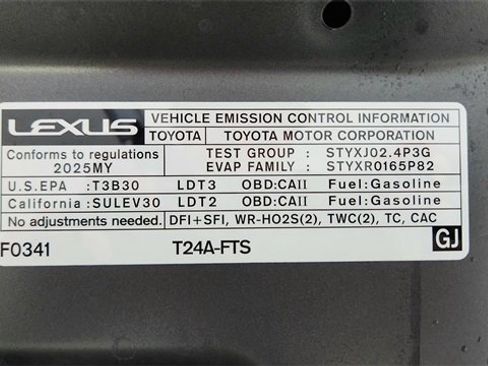 LEXUS VEHICLE EMISSION CONTROL INFORMATION
TOYOTA TOYOTA MOTOR CORPORATION
Conforms to regulations
2025MY
TEST GROUP : STYXJ02.4P3G
EVAP FAMILY : STYXR0165P82
U.S.EPA :T3B30 LDT3 OBD:CAII Fuel:Gasoline
California :SULEV30 LDT2 OBD:CAII Fuel:Gasoline
No adjustments needed. DFI+SFI, WR-HO2S(2), TWC(2), TC, CAC
F0341 T24A-FTS GJ